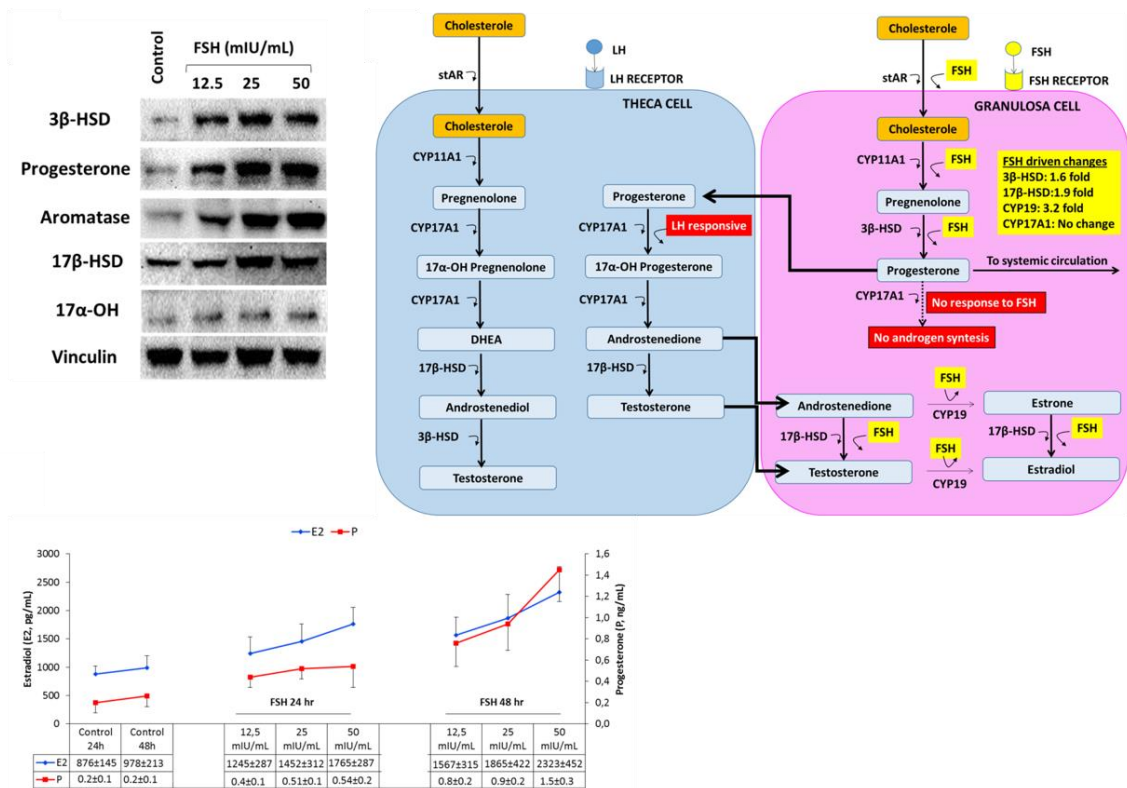 Control
FSH (mIU/mL)
12.5 25 50
3β-HSD
Progesterone
Aromatase
17β-HSD
17α-OH
Vinculin
Cholesterole
stAR
LH
LH RECEPTOR
THECA CELL
Cholesterole
CYP11A1
Pregnenolone
CYP17A1
17α-OH Pregnenolone
CYP17A1
DHEA
17β-HSD
Androstenediol
3β-HSD
Testosterone
Progesterone
CYP17A1
LH responsive
17α-OH Progesterone
CYP17A1
Androstenedione
17β-HSD
Testosterone
Cholesterole
stAR
FSH
FSH
FSH RECEPTOR
GRANULOSA CELL
Cholesterole
CYP11A1
FSH
Pregnenolone
3β-HSD
FSH
Progesterone
To systemic circulation
CYP17A1
No response to FSH
No androgen syntesis
FSH driven changes
3β-HSD: 1.6 fold
17β-HSD:1.9 fold
CYP19: 3.2 fold
CYP17A1: No change
Androstenedione
FSH
CYP19
Estrone
17β-HSD
FSH
17β-HSD
FSH
Testosterone
FSH
CYP19
Estradiol
E2 P
Estradiol (E2, pg/mL)
3000
2500
2000
1500
1000
500
0
Progesterone (P, ng/mL)
1,6
1,4
1,2
1,0
0,8
0,6
0,4
0,2
0,0
FSH 24 hr
FSH 48 hr
Control 12,5 25 50 12,5 25 50
Control
24h 48h mIU/mL mIU/mL mIU/mL mIU/mL mIU/mL mIU/mL
E2 876±145 978±213 1245±287 1452±312 1765±287 1567±315 1865±422 2323±452
P 0.2±0.1 0.2±0.1 0.4±0.1 0.51±0.1 0.54±0.2 0.8±0.2 0.9±0.2 1.5±0.3